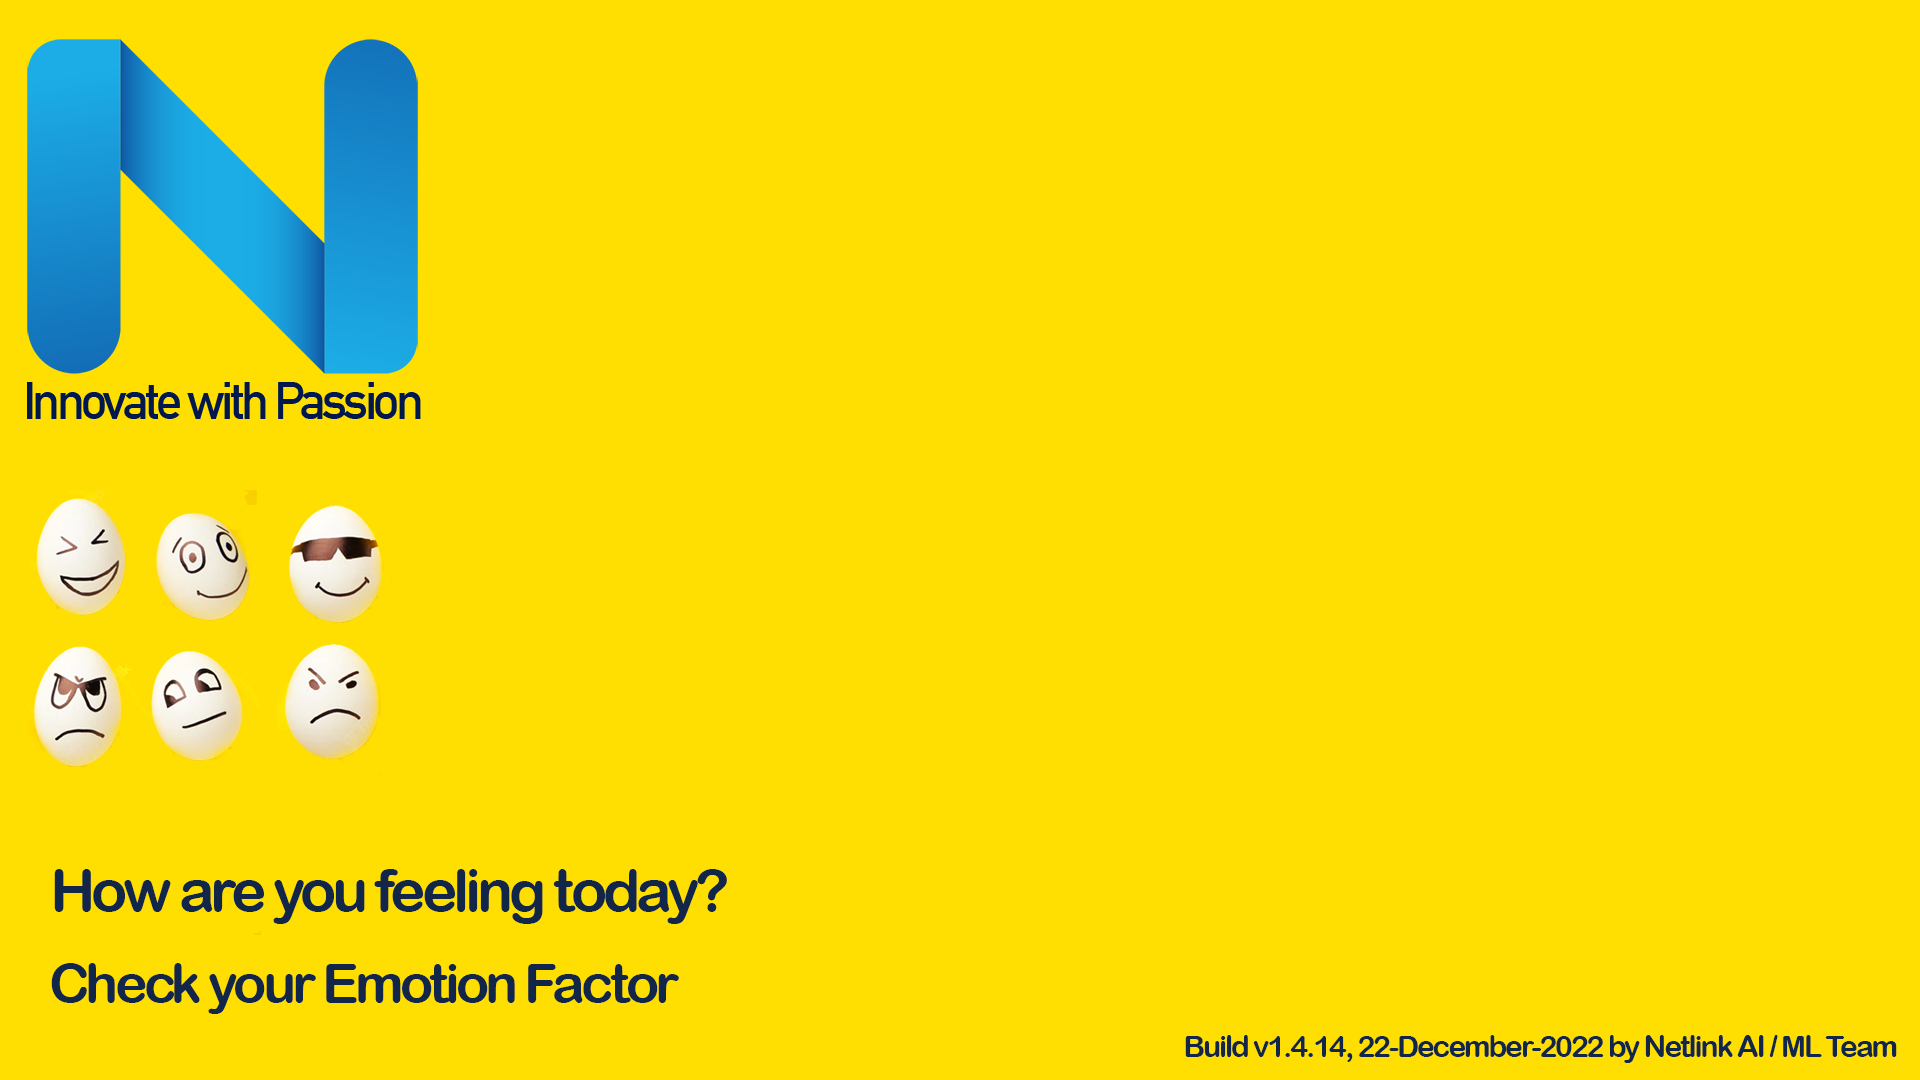 Innovate with Passion
How are you feeling today?
Check your Emotion Factor
Build v1.4.14, 22-December-2022 by Netlink AI / ML Team